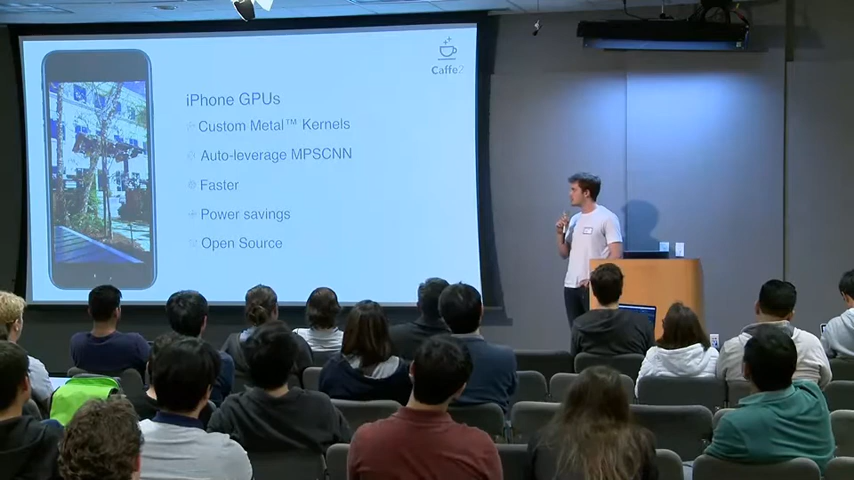 Caffe2
iPhone GPUs
Custom Metal™ Kernels
Auto-leverage MPSCNN
Faster
Power savings
Open Source